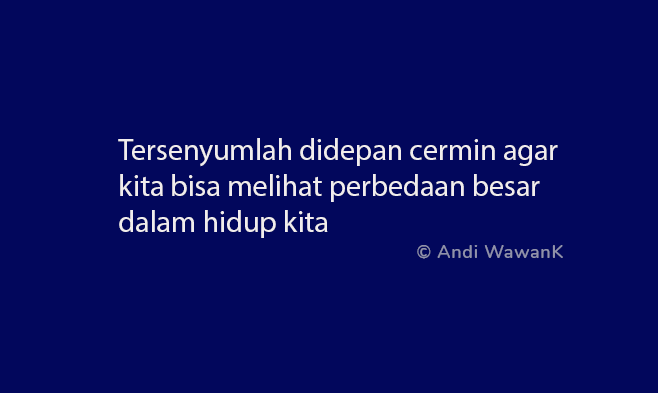 Tersenyumlah didepan cermin agar
kita bisa melihat perbedaan besar
dalam hidup kita
© Andi WawanK